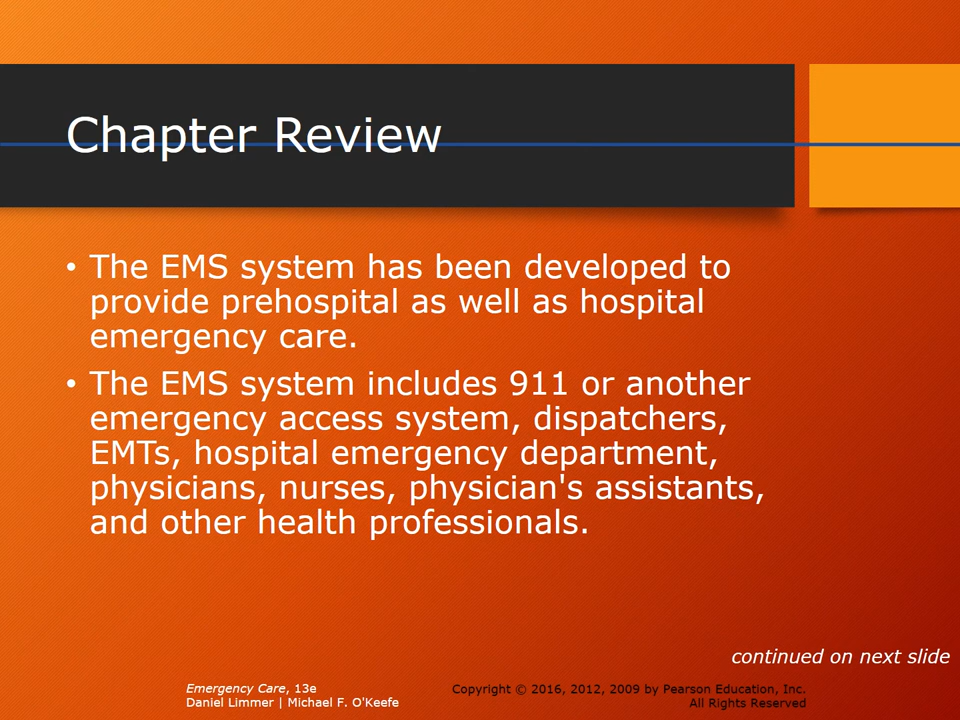 Chapter Review
• The EMS system has been developed to
provide prehospital as well as hospital
emergency care.
• The EMS system includes 911 or another
emergency access system, dispatchers,
EMTs, hospital emergency department,
physicians, nurses, physician's assistants,
and other health professionals.
continued on next slide
Emergency Care, 13e
Daniel Limmer | Michael F. O'Keefe
Copyright © 2016, 2012, 2009 by Pearson Education, Inc.
All Rights Reserved